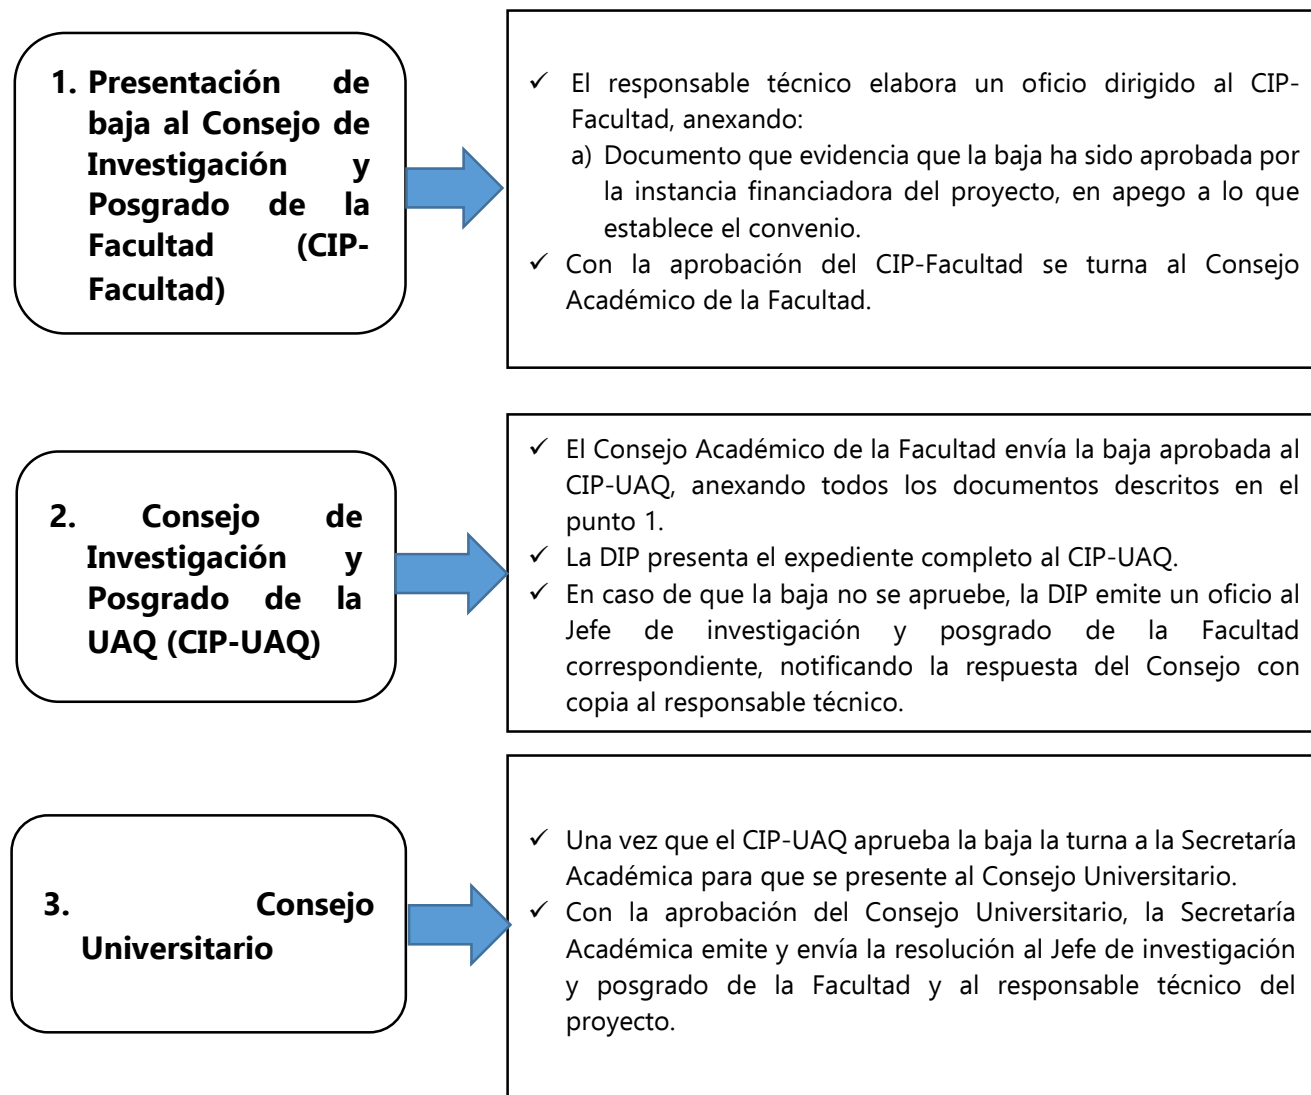 1. Presentación de
baja al Consejo de
Investigación y
Posgrado de la
Facultad (CIP-
Facultad)
✓ El responsable técnico elabora un oficio dirigido al CIP-
Facultad, anexando:
a) Documento que evidencia que la baja ha sido aprobada por
la instancia financiadora del proyecto, en apego a lo que
establece el convenio.
✓ Con la aprobación del CIP-Facultad se turna al Consejo
Académico de la Facultad.
2. Consejo de
Investigación y
Posgrado de la
UAQ (CIP-UAQ)
✓ El Consejo Académico de la Facultad envía la baja aprobada al
CIP-UAQ, anexando todos los documentos descritos en el
punto 1.
✓ La DIP presenta el expediente completo al CIP-UAQ.
✓ En caso de que la baja no se apruebe, la DIP emite un oficio al
Jefe de investigación y posgrado de la Facultad
correspondiente, notificando la respuesta del Consejo con
copia al responsable técnico.
3. Consejo
Universitario
✓ Una vez que el CIP-UAQ aprueba la baja la turna a la Secretaría
Académica para que se presente al Consejo Universitario.
✓ Con la aprobación del Consejo Universitario, la Secretaría
Académica emite y envía la resolución al Jefe de investigación
y posgrado de la Facultad y al responsable técnico del
proyecto.